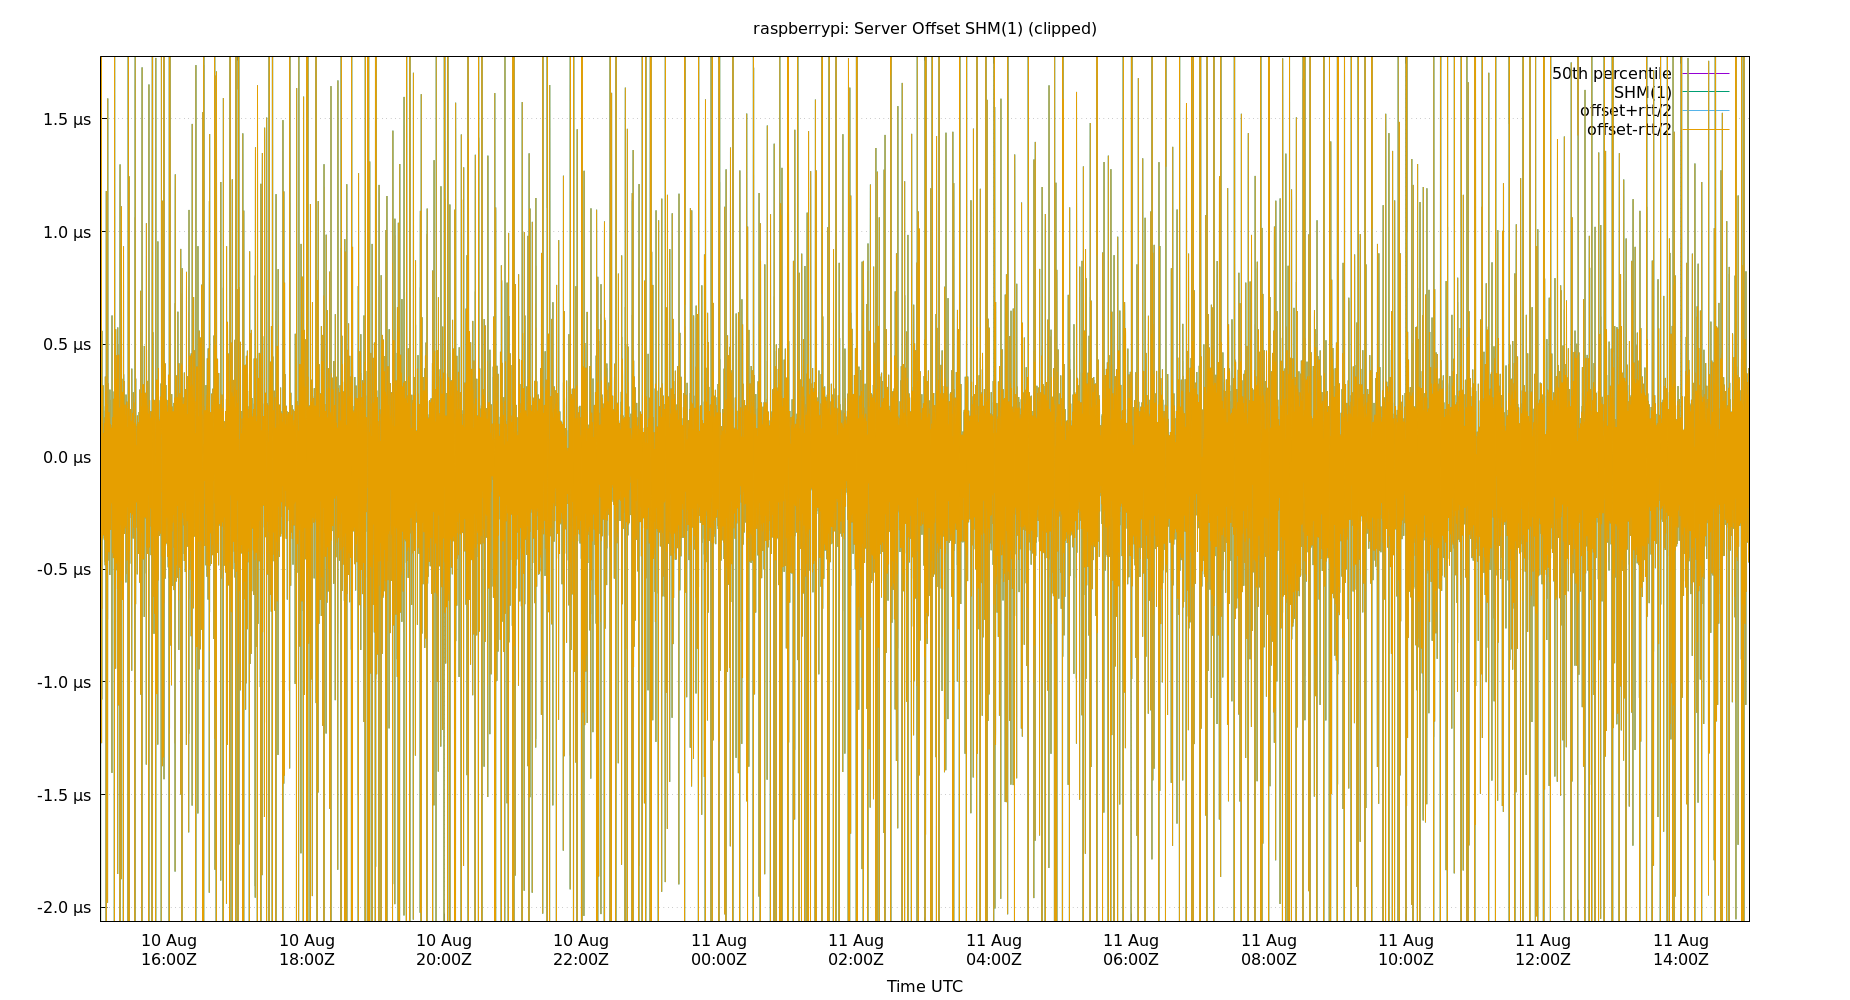 raspberrypi: Server Offset SHM(1) (clipped)
50th percentile
SHM(1)
offset+rtt/2
offset-rtt/2
1.5 µs
1.0 µs
0.5 µs
0.0 µs
-0.5 µs
-1.0 µs
-1.5 µs
-2.0 µs
10 Aug 10 Aug 10 Aug 10 Aug 11 Aug 11 Aug 11 Aug 11 Aug 11 Aug 11 Aug 11 Aug 11 Aug
16:00Z 18:00Z 20:00Z 22:00Z 00:00Z 02:00Z 04:00Z 06:00Z 08:00Z 10:00Z 12:00Z 14:00Z
Time UTC